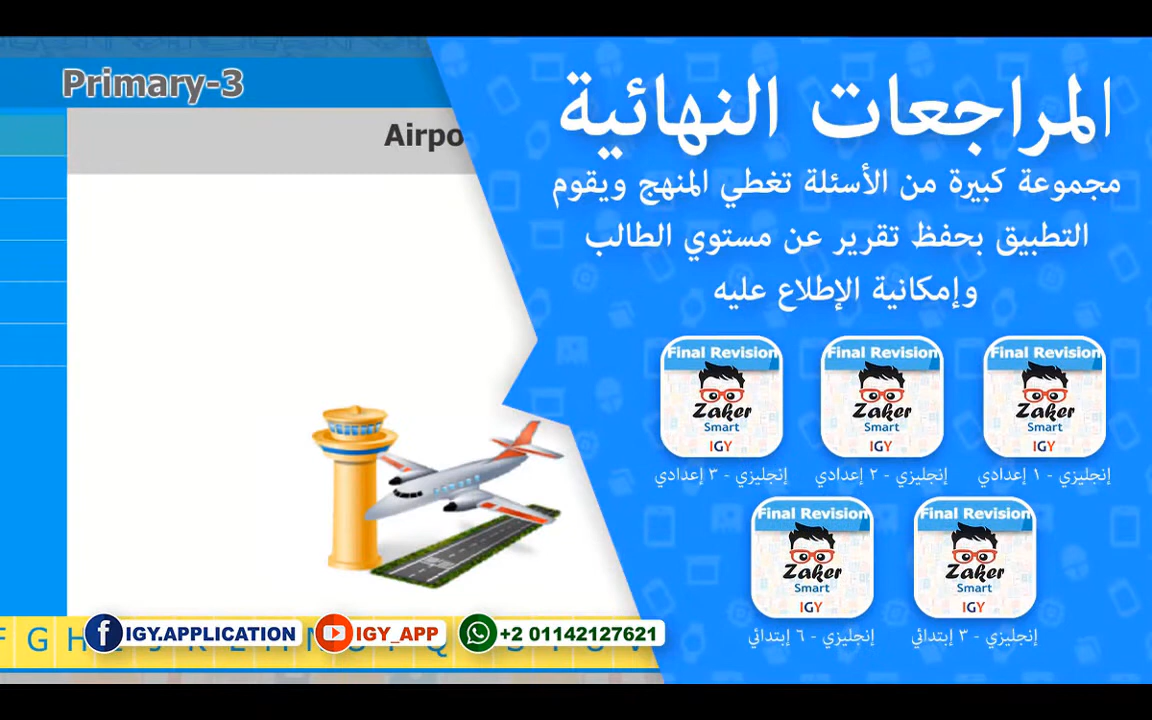 Primary-3
Airpo
المراجعات النهائية
مجموعة كبيرة من الأسئلة تغطي المنهج ويقوم
التطبيق بحفظ تقرير عن مستوي الطالب
وإمكانية الإطلاع عليه
Final Revision
Zaker
Smart
IGY
إنجليزي - ١ إعدادي
Final Revision
Zaker
Smart
IGY
إنجليزي - ٢ إعدادي
Final Revision
Zaker
Smart
IGY
إنجليزي - ٣ إعدادي
Final Revision
Zaker
Smart
IGY
إنجليزي - ٣ إبتدائي
Final Revision
Zaker
Smart
IGY
إنجليزي - ٦ إبتدائي
F G H
IGY.APPLICATION
IGY_APP
+2 01142127621